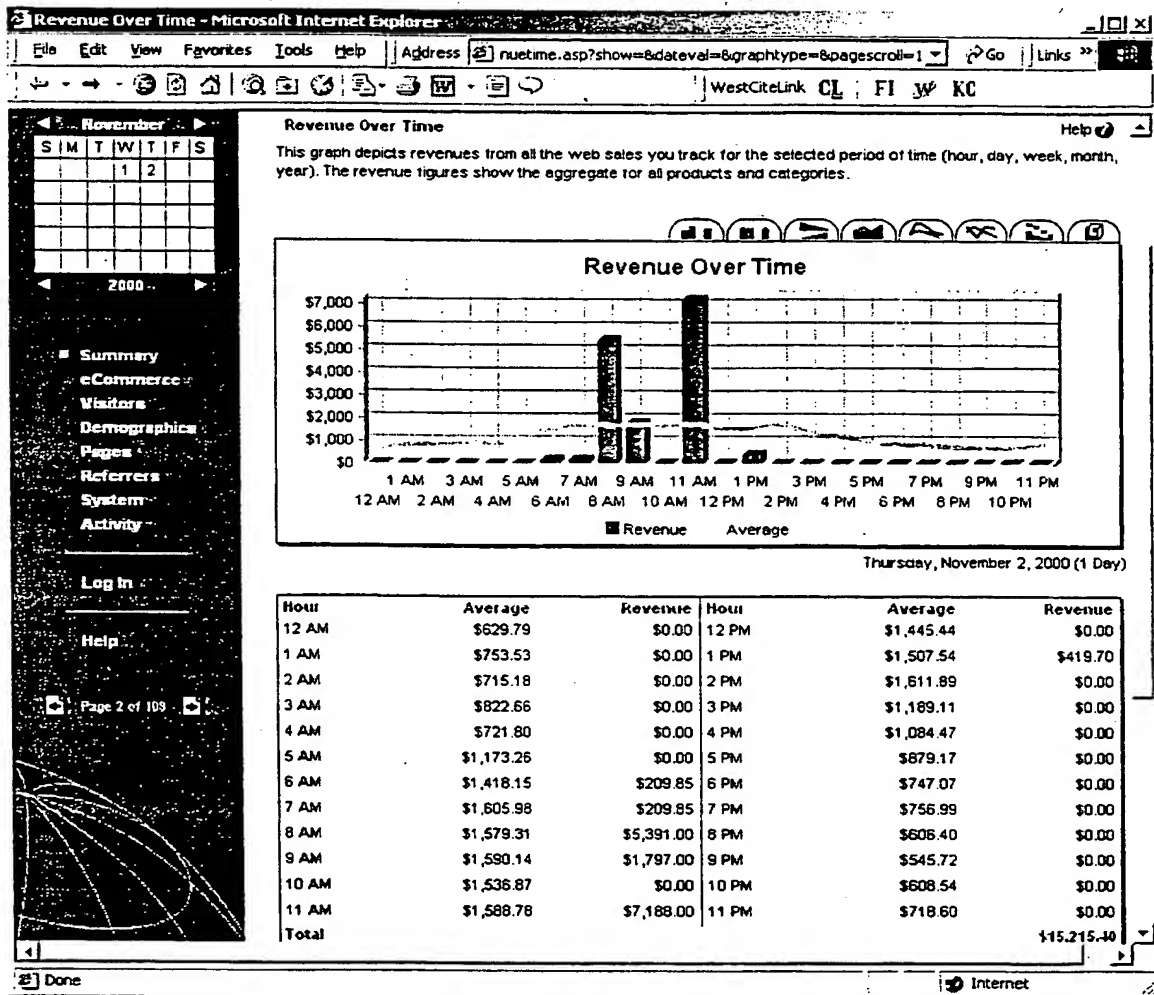 Revenue Over Time - Microsoft Internet Explorer
File Edit View Favorites Tools Help Address nuetime.asp?show=&dateval=&graphtype=&pagescroll=1 Go Links »
WestCiteLink CL FI W KC
November
S M T W T F S
1 2
2000
Summary
eCommerce
Visitors
Demographics
Pages
Referrers
System
Activity
Log In
Help
Page 2 of 109
Revenue Over Time
Help
This graph depicts revenues from all the web sales you track for the selected period of time (hour, day, week, month,
year). The revenue figures show the aggregate for all products and categories.
Revenue Over Time
$7,000
$6,000
$5,000
$4,000
$3,000
$2,000
$1,000
$0
1 AM 3 AM 5 AM 7 AM 9 AM 11 AM 1 PM 3 PM 5 PM 7 PM 9 PM 11 PM
12 AM 2 AM 4 AM 6 AM 8 AM 10 AM 12 PM 2 PM 4 PM 6 PM 8 PM 10 PM
Revenue Average
Thursday, November 2, 2000 (1 Day)
Hour Average Revenue Hour Average Revenue
12 AM $629.79 $0.00 12 PM $1,445.44 $0.00
1 AM $753.53 $0.00 1 PM $1,507.54 $419.70
2 AM $715.18 $0.00 2 PM $1,611.89 $0.00
3 AM $822.66 $0.00 3 PM $1,189.11 $0.00
4 AM $721.80 $0.00 4 PM $1,084.47 $0.00
5 AM $1,173.26 $0.00 5 PM $879.17 $0.00
6 AM $1,418.15 $209.85 6 PM $747.07 $0.00
7 AM $1,605.98 $209.85 7 PM $756.99 $0.00
8 AM $1,579.31 $5,391.00 8 PM $606.40 $0.00
9 AM $1,590.14 $1,797.00 9 PM $545.72 $0.00
10 AM $1,536.87 $0.00 10 PM $608.54 $0.00
11 AM $1,588.78 $7,188.00 11 PM $718.60 $0.00
Total $15,215.40
Done Internet